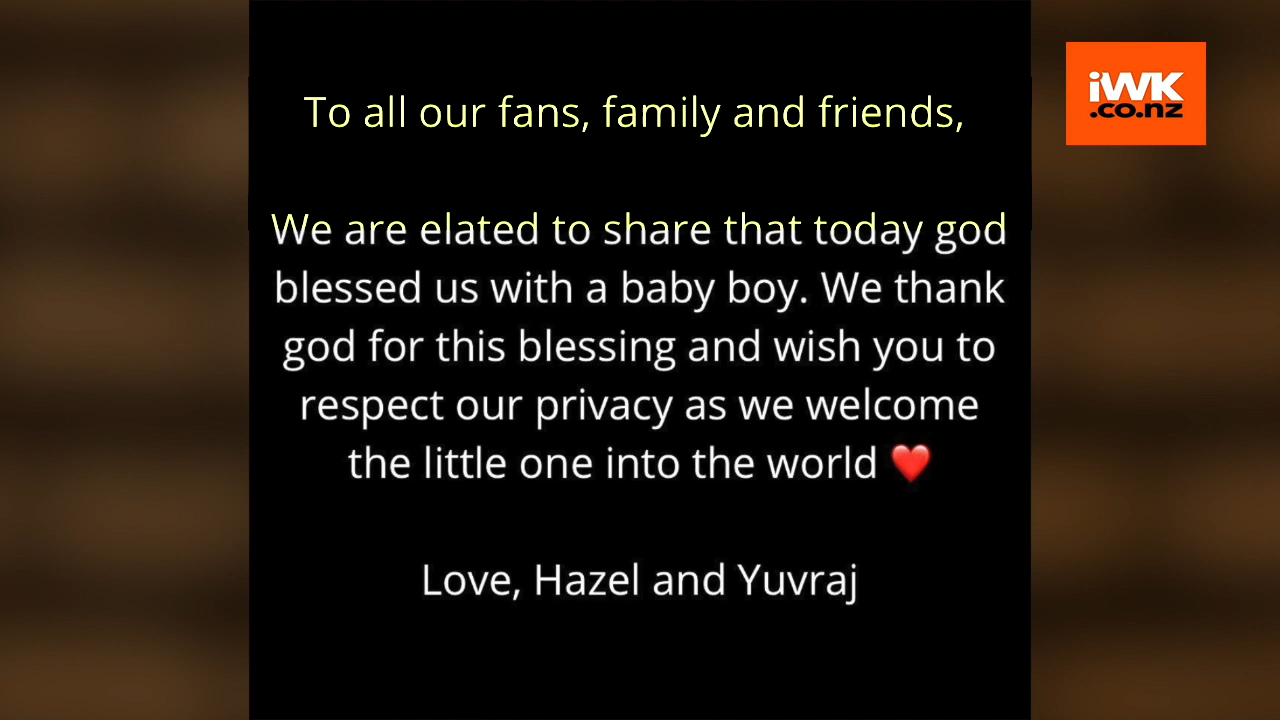 To all our fans, family and friends,
We are elated to share that today god
blessed us with a baby boy. We thank
god for this blessing and wish you to
respect our privacy as we welcome
the little one into the world ❤️
Love, Hazel and Yuvraj
iWK
.co.nz